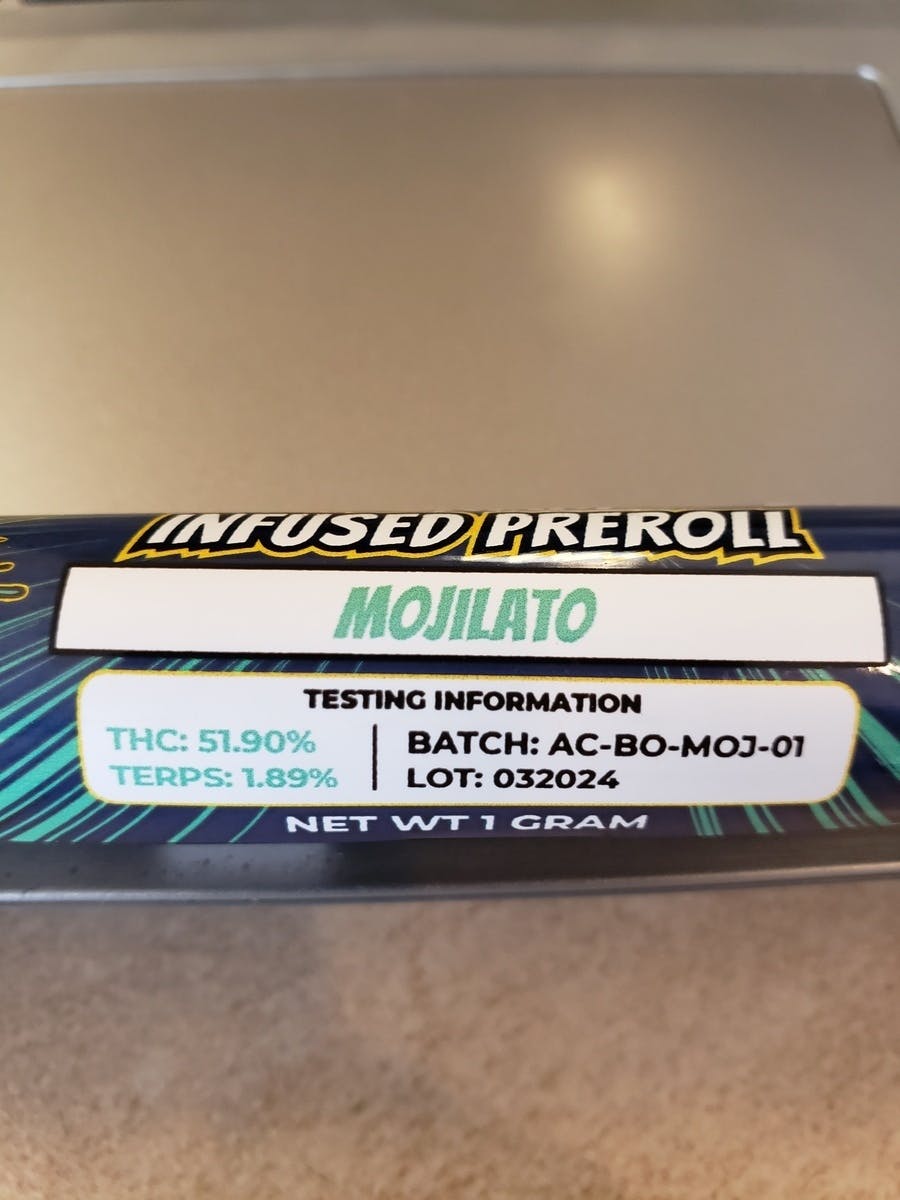 INFUSED PREROLL
MOJILATO
TESTING INFORMATION
THC: 51.90%
TERPS: 1.89%
BATCH: AC-BO-MOJ-01
LOT: 032024
NET WT 1 GRAM